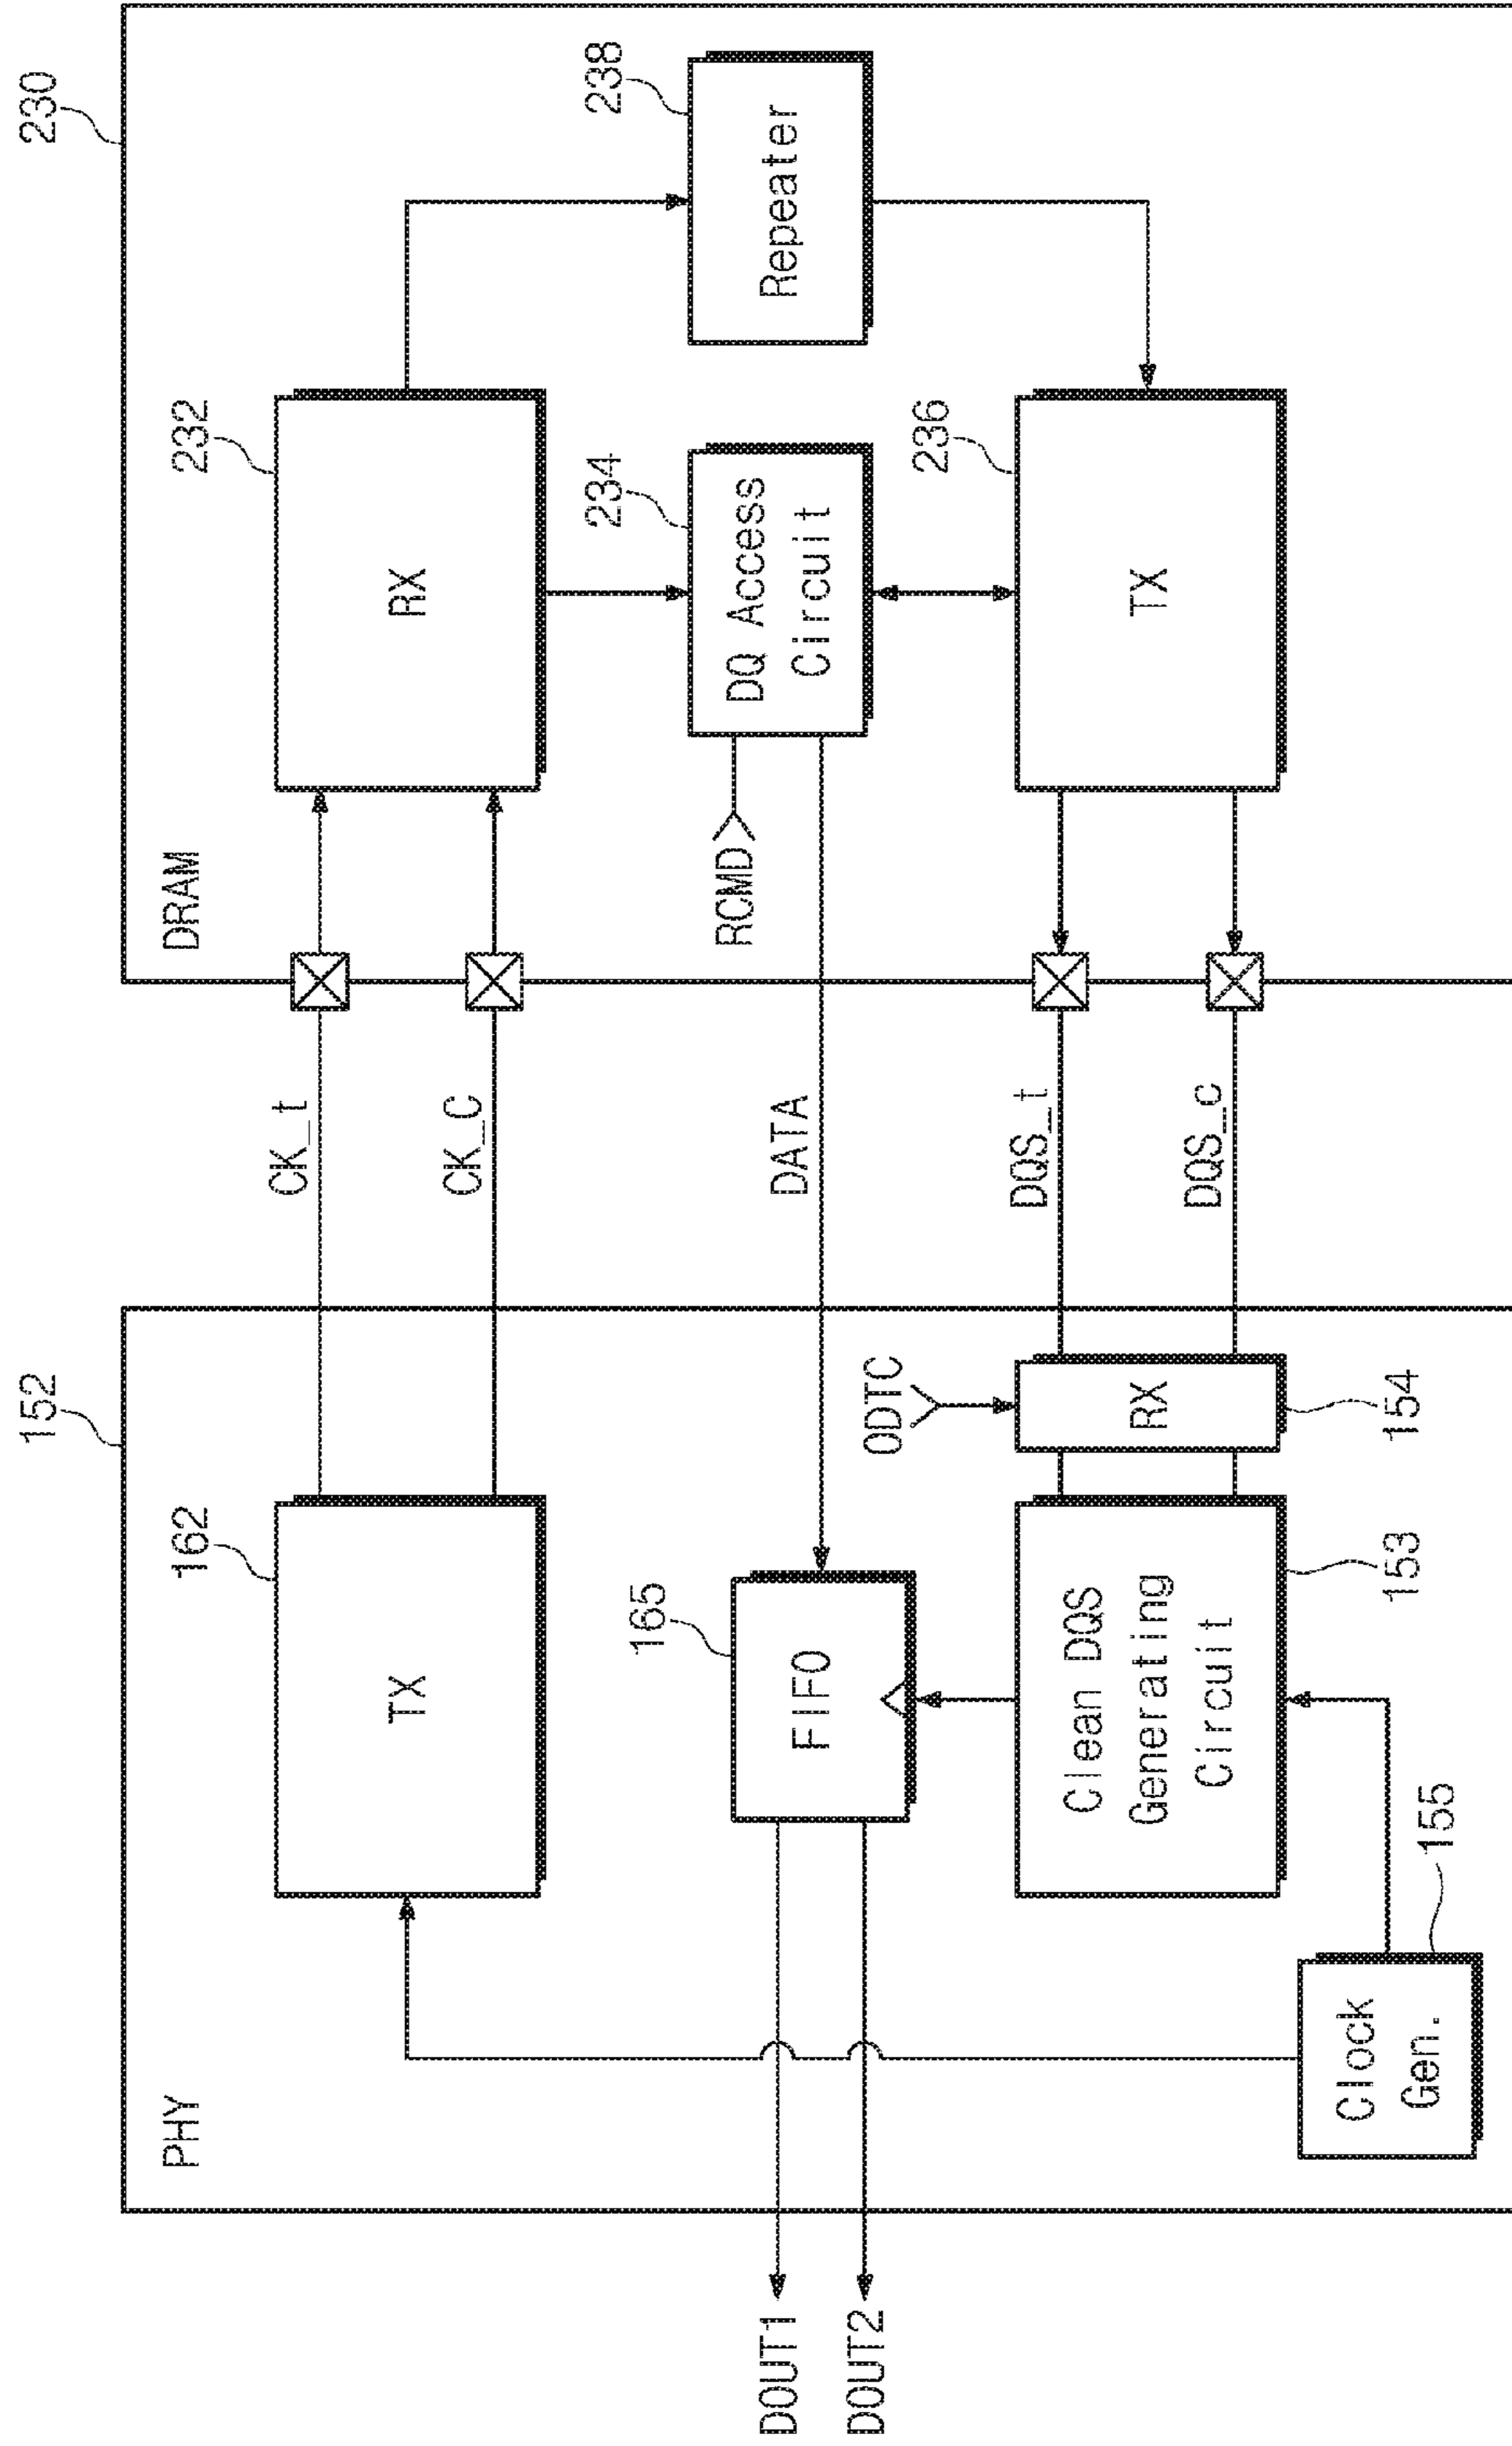 152
PHY
162
TX
165
FIFO
DOUT1
DOUT2
Clean DQS
Generating
Circuit
153
ODTC
RX
154
Clock
Gen.
155
CK_t
CK_C
DATA
DQS_t
DQS_c
230
DRAM
232
RX
234
DQ Access
Circuit
RCMD
236
TX
238
Repeater